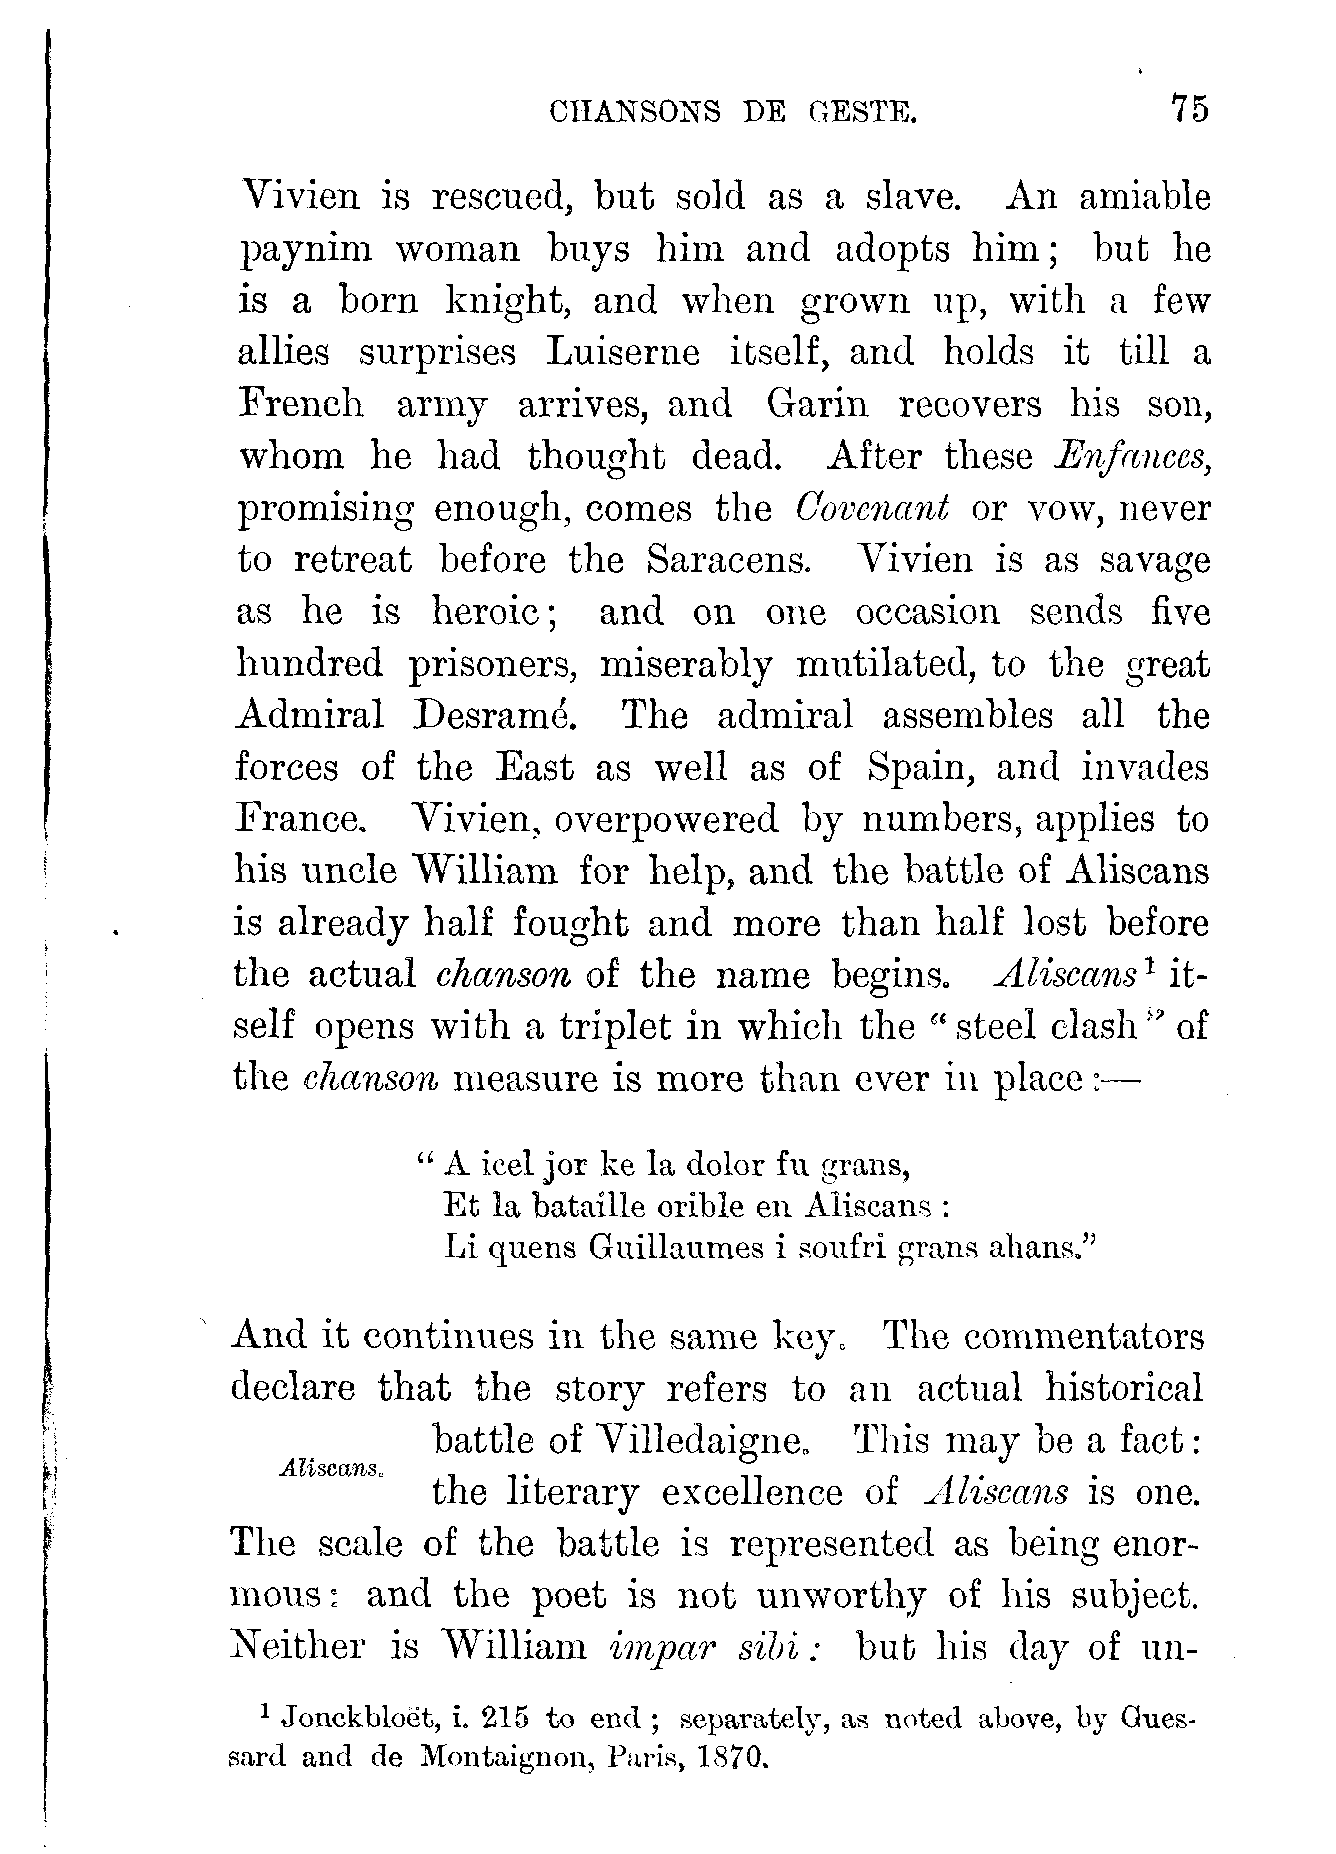 CHANSONS DE GESTE. 75
Vivien is rescued, but sold as a slave. An amiable
paynim woman buys him and adopts him; but he
is a born knight, and when grown up, with a few
allies surprises Luiserne itself, and holds it till a
French army arrives, and Garin recovers his son,
whom he had thought dead. After these Enfances,
promising enough, comes the Covenant or vow, never
to retreat before the Saracens. Vivien is as savage
as he is heroic; and on one occasion sends five
hundred prisoners, miserably mutilated, to the great
Admiral Desramé. The admiral assembles all the
forces of the East as well as of Spain, and invades
France. Vivien, overpowered by numbers, applies to
his uncle William for help, and the battle of Aliscans
is already half fought and more than half lost before
the actual chanson of the name begins. Aliscans¹ it-
self opens with a triplet in which the "steel clash" of
the chanson measure is more than ever in place:—
"A icel jor ke la dolor fu grans,
Et la bataille orible en Aliscans:
Li quens Guillaumes i soufri grans ahans."
And it continues in the same key. The commentators
declare that the story refers to an actual historical
battle of Villedaigne. This may be a fact:
Aliscans.
the literary excellence of Aliscans is one.
The scale of the battle is represented as being enor-
mous: and the poet is not unworthy of his subject.
Neither is William impar sibi: but his day of un-
¹ Jonckbloët, i. 215 to end; separately, as noted above, by Gues-
sard and de Montaignon, Paris, 1870.